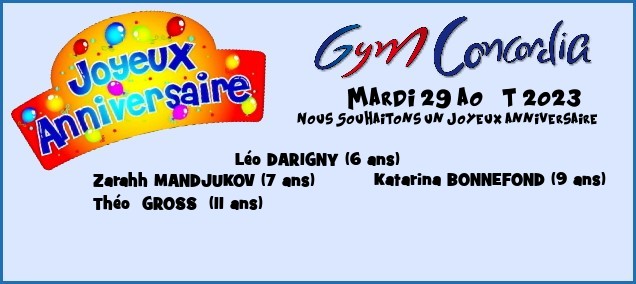 Joyeux
Anniversaire
Gym Concordia
MARDI 29 AO T 2023
NOUS SOUHAITONS UN JOYEUX ANNIVERSAIRE
Léo DARIGNY (6 ans)
Zarahh MANDJUKOV (7 ans) Katarina BONNEFOND (9 ans)
Théo GROSS (11 ans)